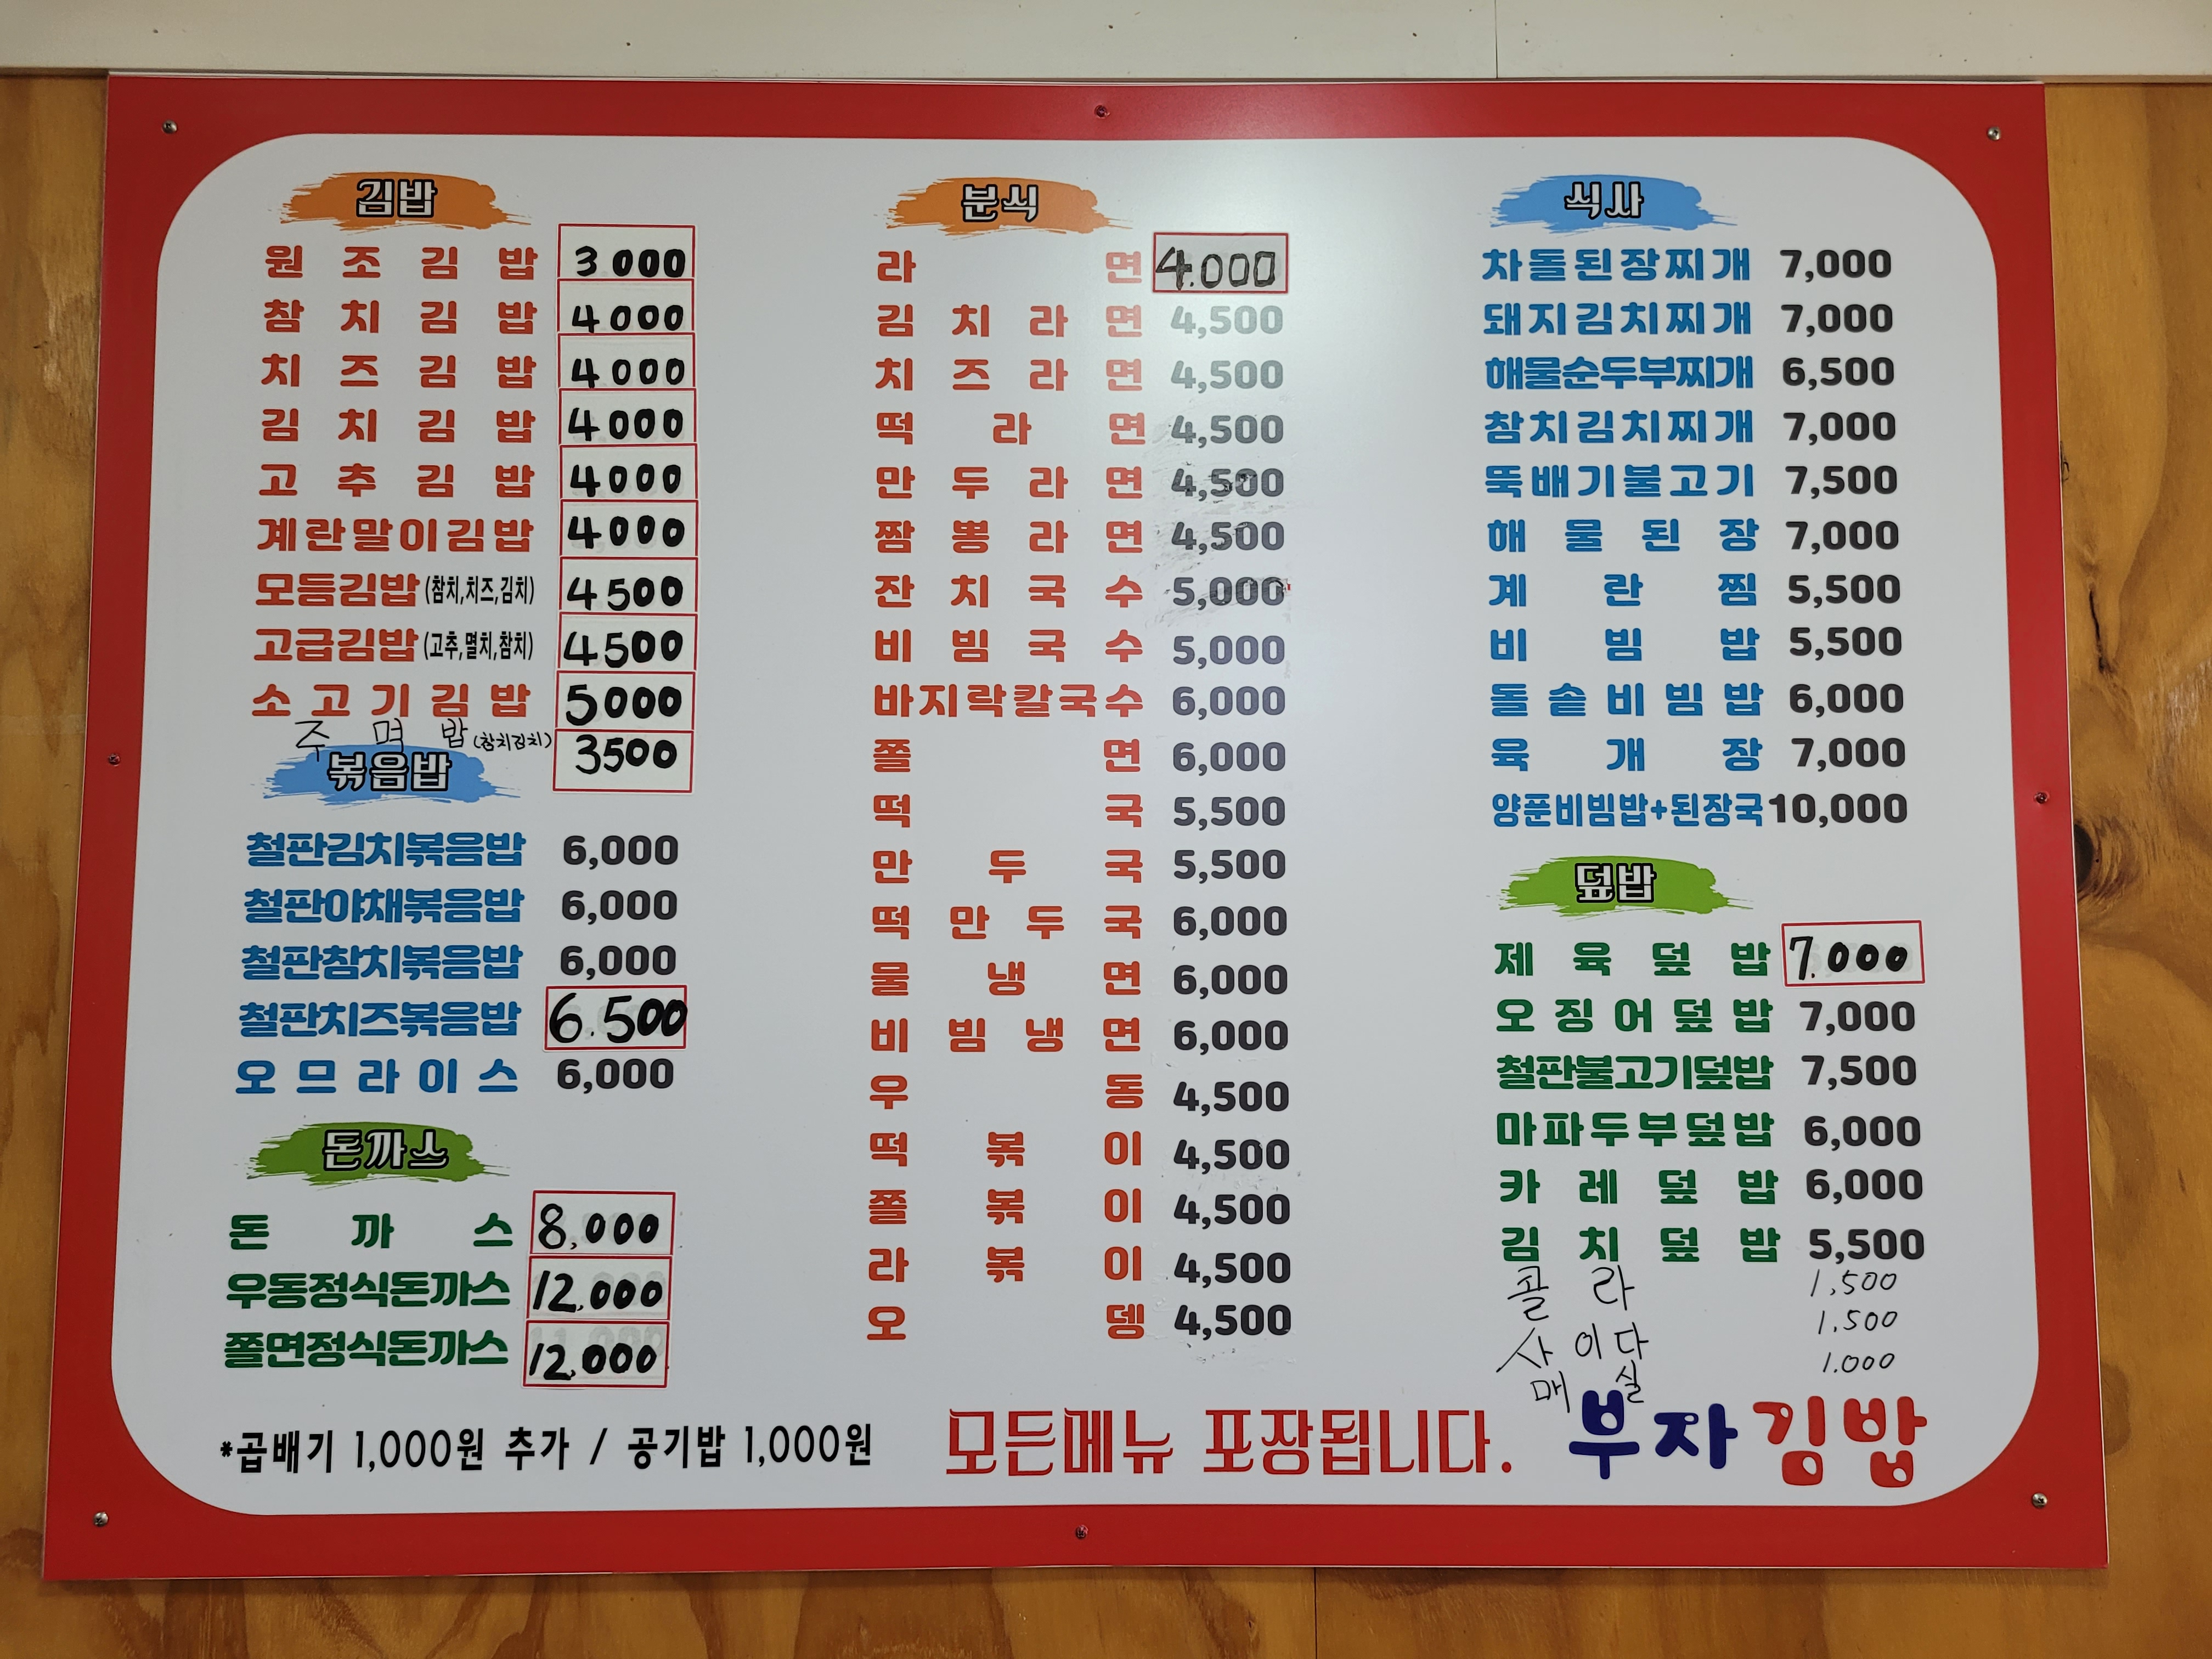 김밥
원조김밥 3.000
참치김밥 4000
치즈김밥 4000
김치김밥 4000
고추김밥 4000
계란말이김밥 4000
모듬김밥(참치,치즈,김치) 4500
고급김밥(고추,멸치,참치) 4500
소고기김밥 5000
주먹밥(참치김치) 3500
볶음밥
철판김치볶음밥 6,000
철판야채볶음밥 6,000
철판참치볶음밥 6,000
철판치즈볶음밥 6.500
오므라이스 6,000
돈까스
돈까스 8,000
우동정식돈까스 12.000
쫄면정식돈까스 12,000
분식
라면 4.000
김치라면 4,500
치즈라면 4,500
떡라면 4,500
만두라면 4,500
짬뽕라면 4,500
잔치국수 5,000
비빔국수 5,000
바지락칼국수 6,000
쫄면 6,000
떡국 5,500
만두국 5,500
떡만두국 6,000
물냉면 6,000
비빔냉면 6,000
우동 4,500
떡볶이 4,500
쫄볶이 4,500
라볶이 4,500
오뎅 4,500
식사
차돌된장찌개 7,000
돼지김치찌개 7,000
해물순두부찌개 6,500
참치김치찌개 7,000
뚝배기불고기 7,500
해물된장 7,000
계란찜 5,500
비빔밥 5,500
돌솥비빔밥 6,000
육개장 7,000
양푼비빔밥+된장국 10,000
덮밥
제육덮밥 7.000
오징어덮밥 7,000
철판불고기덮밥 7,500
마파두부덮밥 6,000
카레덮밥 6,000
김치덮밥 5,500
콜라 1,500
사이다 1.500
매실 1.000
*곱배기 1,000원 추가 / 공기밥 1,000원
모든메뉴 포장됩니다.
부자김밥